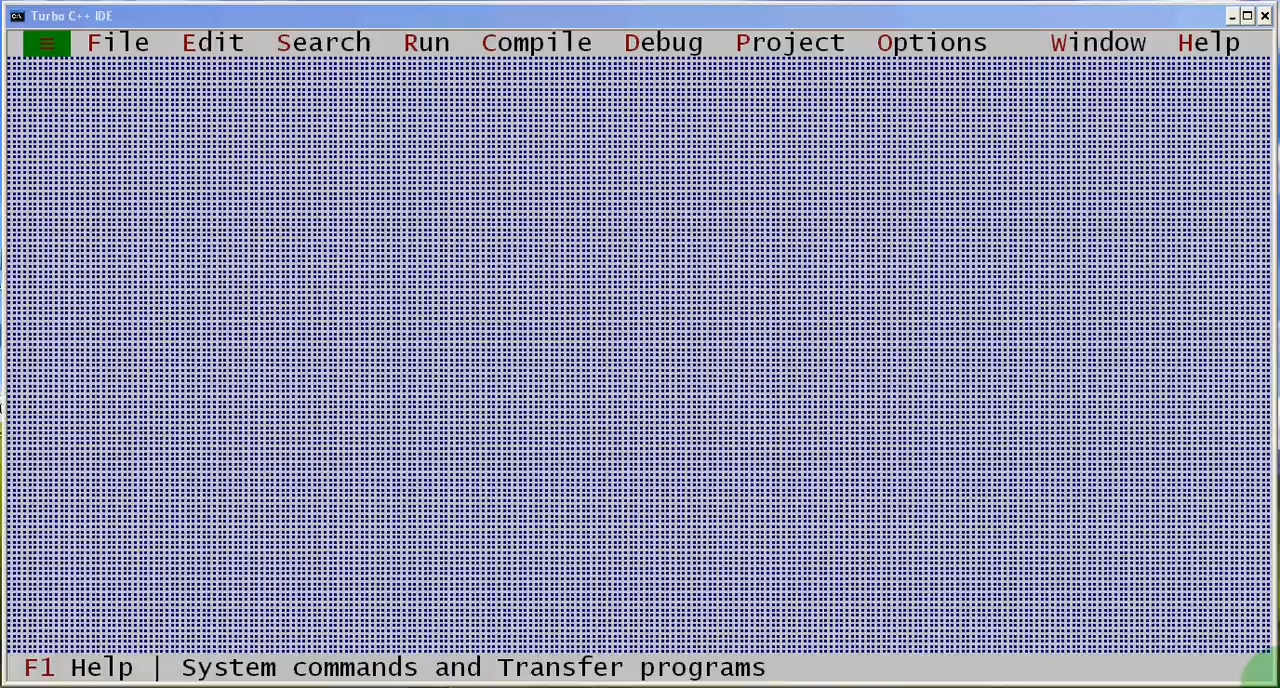 Turbo C++ IDE
≡ File Edit Search Run Compile Debug Project Options Window Help
F1 Help | System commands and Transfer programs